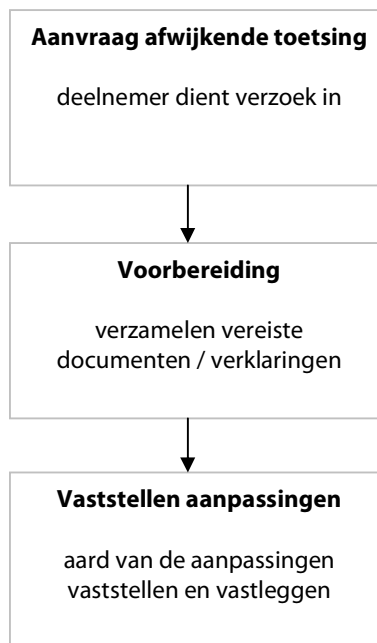 Aanvraag afwijkende toetsing
deelnemer dient verzoek in
Voorbereiding
verzamelen vereiste
documenten / verklaringen
Vaststellen aanpassingen
aard van de aanpassingen
vaststellen en vastleggen